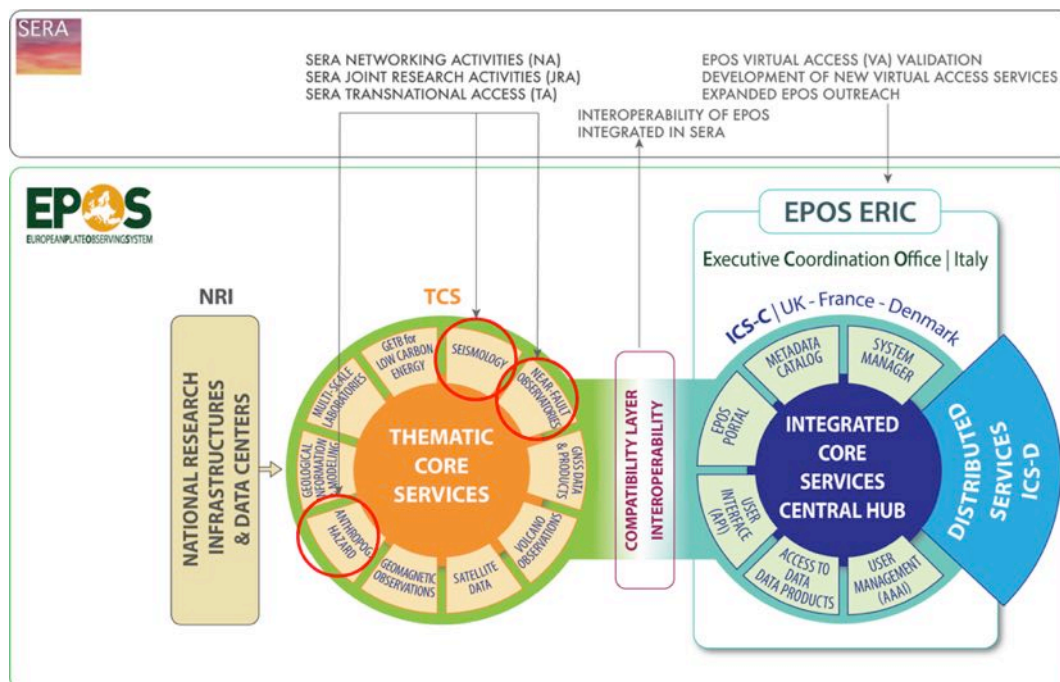 SERA
SERA NETWORKING ACTIVITIES (NA)
SERA JOINT RESEARCH ACTIVITIES (JRA)
SERA TRANSNATIONAL ACCESS (TA)
EPOS VIRTUAL ACCESS (VA) VALIDATION
DEVELOPMENT OF NEW VIRTUAL ACCESS SERVICES
EXPANDED EPOS OUTREACH
INTEROPERABILITY OF EPOS
INTEGRATED IN SERA
EPOS
EUROPEANPLATEOBSERVINGSYSTEM
NRI
NATIONAL RESEARCH
INFRASTRUCTURES
& DATA CENTERS
TCS
THEMATIC
CORE
SERVICES
SEISMOLOGY
NEAR-FAULT
OBSERVATORIES
GNSS DATA
& PRODUCTS
VOLCANO
OBSERVATIONS
SATELLITE
DATA
GEOMAGNETIC
OBSERVATIONS
ANTHROPOG
HAZARD
GEOLOGICAL
INFORMATION
& MODELING
MULTI-SCALE
LABORATORIES
GETB for
LOW CARBON
ENERGY
COMPATIBILITY LAYER
INTEROPERABILITY
EPOS ERIC
Executive Coordination Office | Italy
ICS-C | UK - France - Denmark
INTEGRATED
CORE
SERVICES
CENTRAL HUB
METADATA
CATALOG
SYSTEM
MANAGER
USER
MANAGEMENT
(AAAI)
ACCESS TO
DATA
DATA PRODUCTS
USER
INTERFACE
(API)
EPOS
PORTAL
DISTRIBUTED
SERVICES
ICS-D